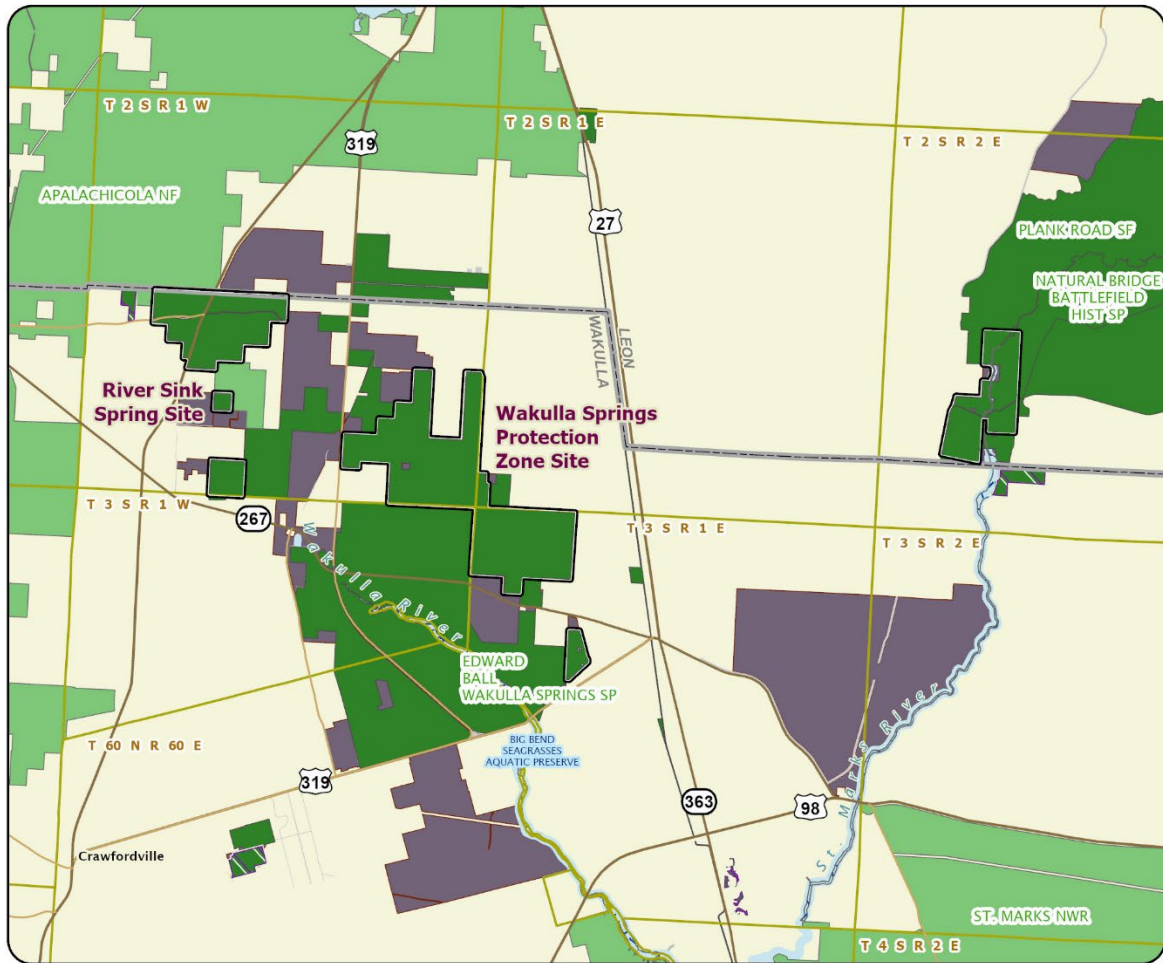 T 2 S R 1 W
T 2 S R 1 E
T 2 S R 2 E
319
APALACHICOLA NF
27
PLANK ROAD SF
NATURAL BRIDGE
BATTLEFIELD
HIST SP
LEON
WAKULLA
River Sink
Spring Site
Wakulla Springs
Protection
Zone Site
T 3 S R 1 W
267
T 3 S R 1 E
T 3 S R 2 E
Wakulla River
EDWARD
BALL
WAKULLA SPRINGS SP
T 60 N R 60 E
BIG BEND
SEAGRASSES
AQUATIC PRESERVE
319
363
98
St. Marks River
Crawfordville
ST. MARKS NWR
T 4 S R 2 E